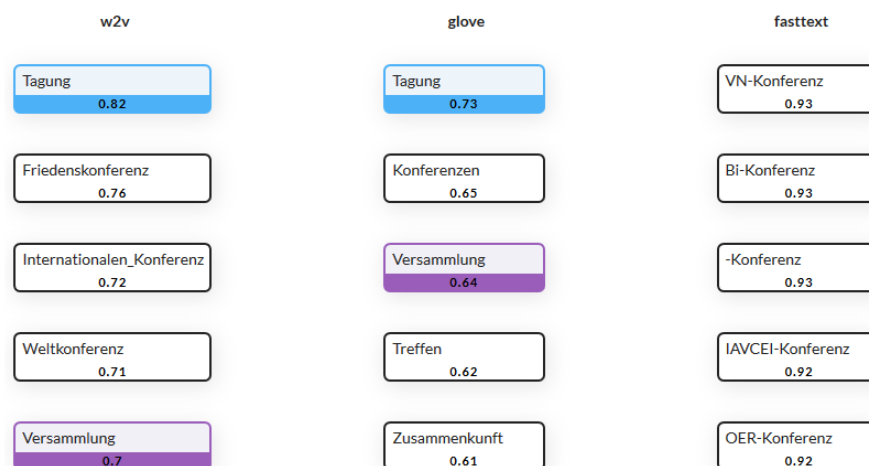 w2v
glove
fasttext
Tagung
0.82
Tagung
0.73
VN-Konferenz
0.93
Friedenskonferenz
0.76
Konferenzen
0.65
Bi-Konferenz
0.93
Internationalen_Konferenz
0.72
Versammlung
0.64
-Konferenz
0.93
Weltkonferenz
0.71
Treffen
0.62
IAVCEI-Konferenz
0.92
Versammlung
0.7
Zusammenkunft
0.61
OER-Konferenz
0.92